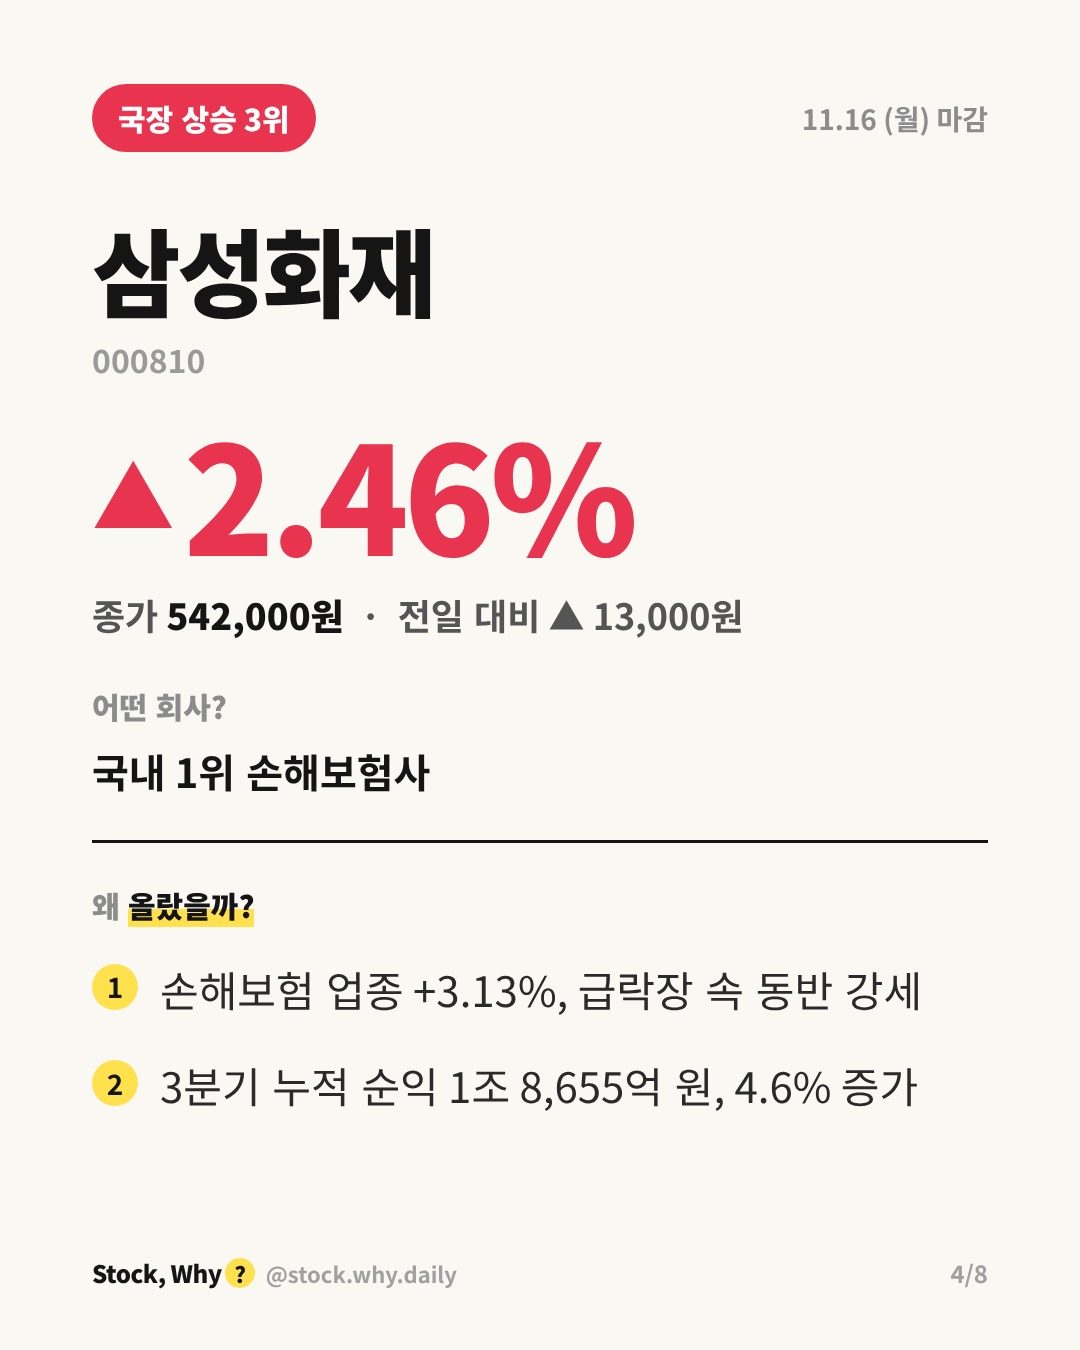 국장 상승 3위
11.16 (월) 마감
삼성화재
000810
▲2.46%
종가 542,000원 · 전일 대비 ▲ 13,000원
어떤 회사?
국내 1위 손해보험사
왜 올랐을까?
1 손해보험 업종 +3.13%, 급락장 속 동반 강세
2 3분기 누적 순익 1조 8,655억 원, 4.6% 증가
Stock, Why? @stock.why.daily
4/8